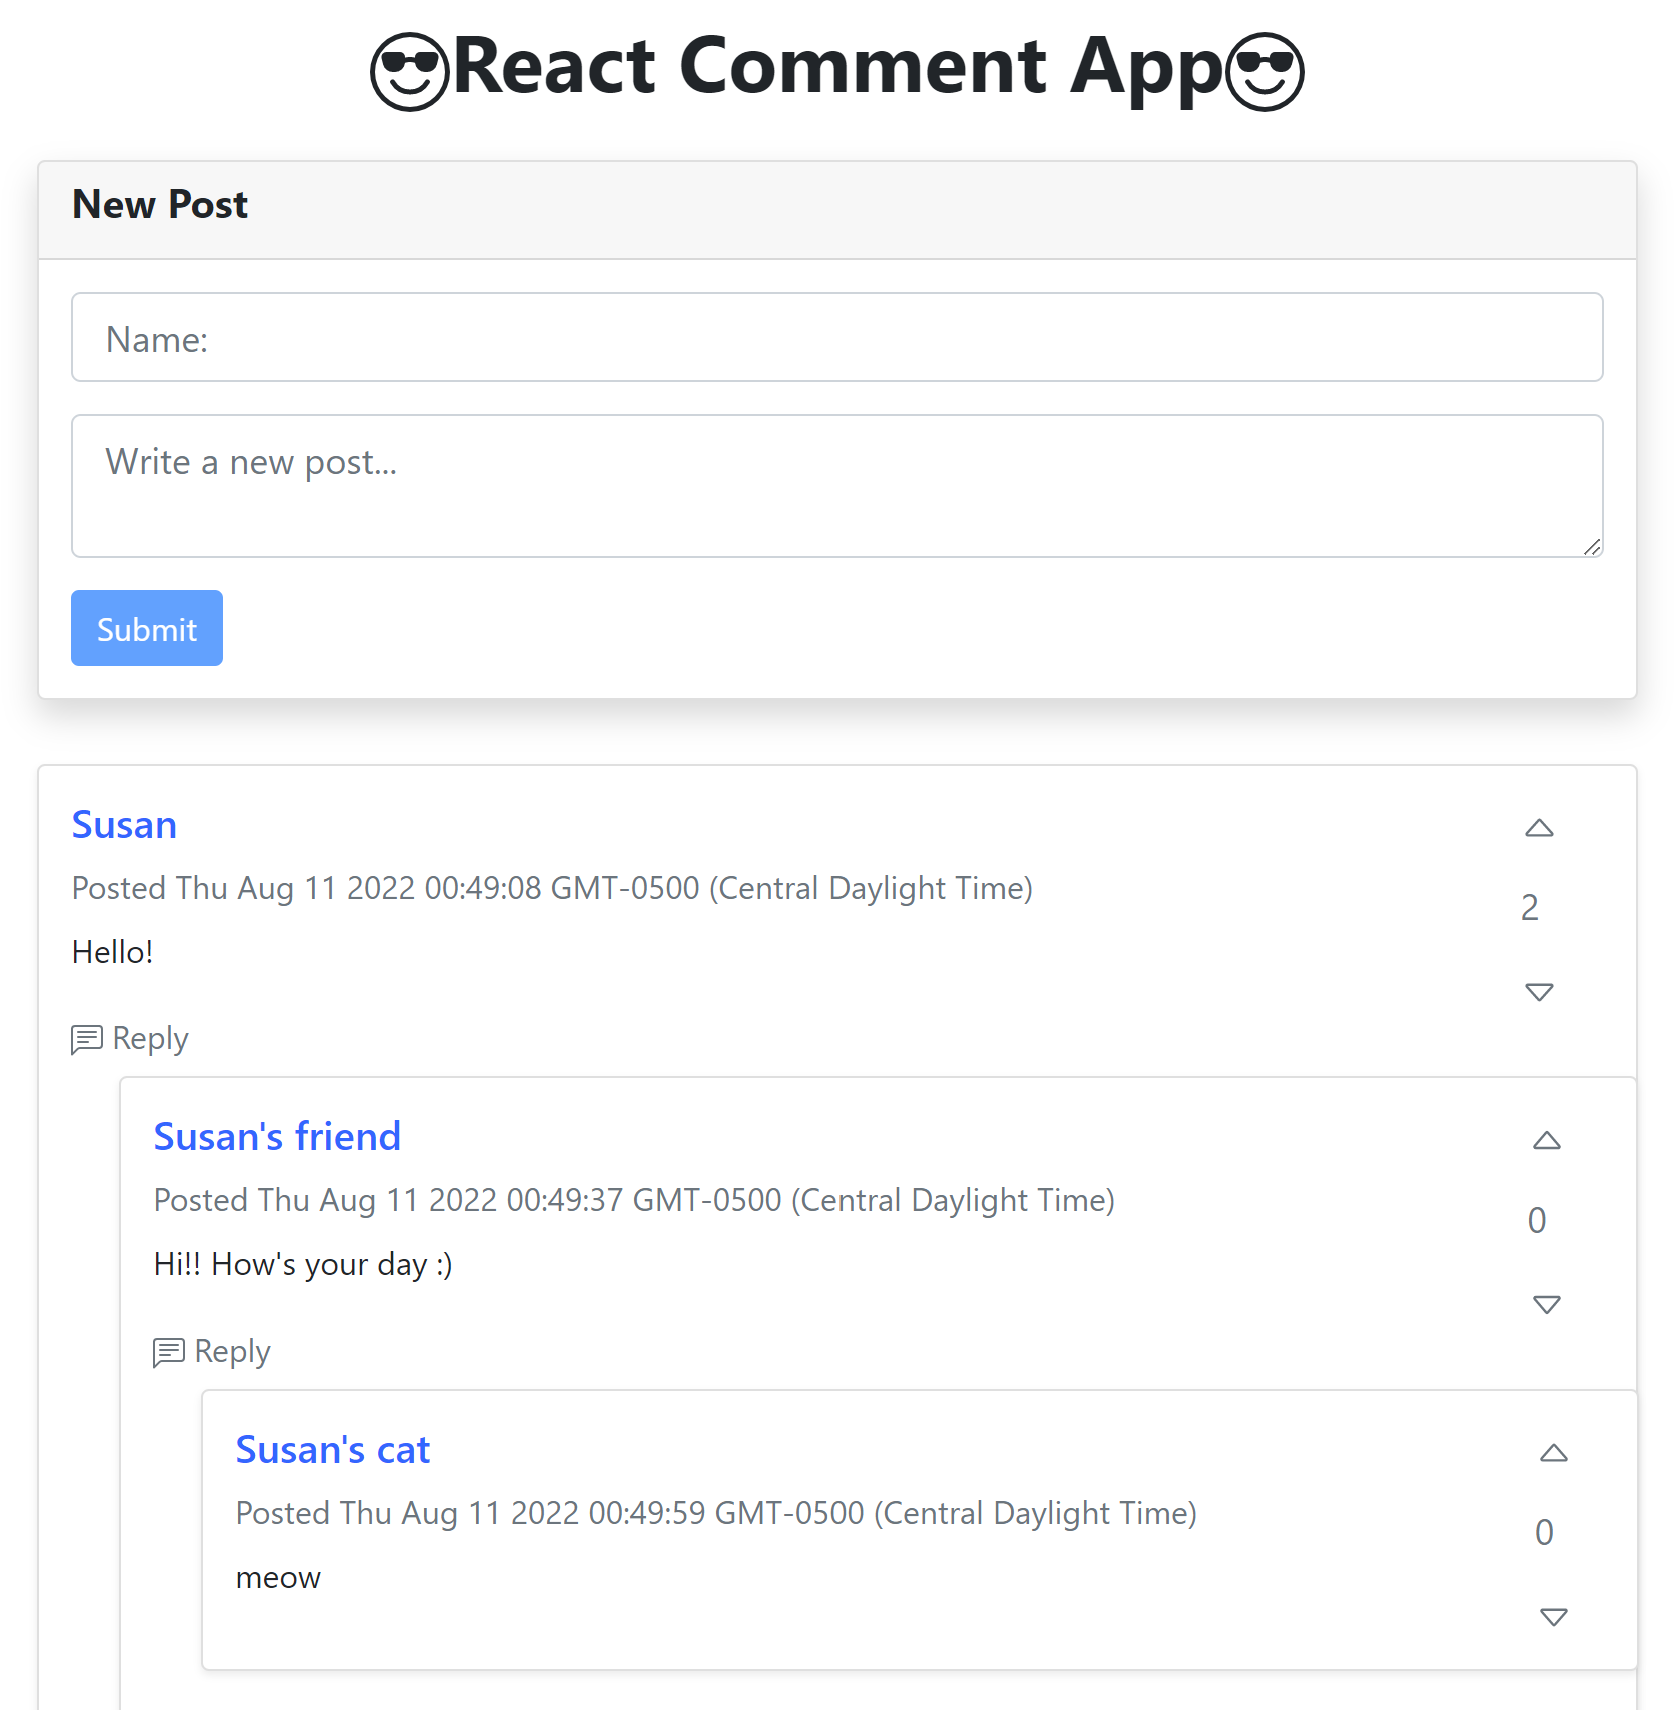 React Comment App
New Post
Name:
Write a new post...
Submit
Susan
Posted Thu Aug 11 2022 00:49:08 GMT-0500 (Central Daylight Time)
2
Hello!
Reply
Susan's friend
Posted Thu Aug 11 2022 00:49:37 GMT-0500 (Central Daylight Time)
0
Hi!! How's your day :)
Reply
Susan's cat
Posted Thu Aug 11 2022 00:49:59 GMT-0500 (Central Daylight Time)
0
meow